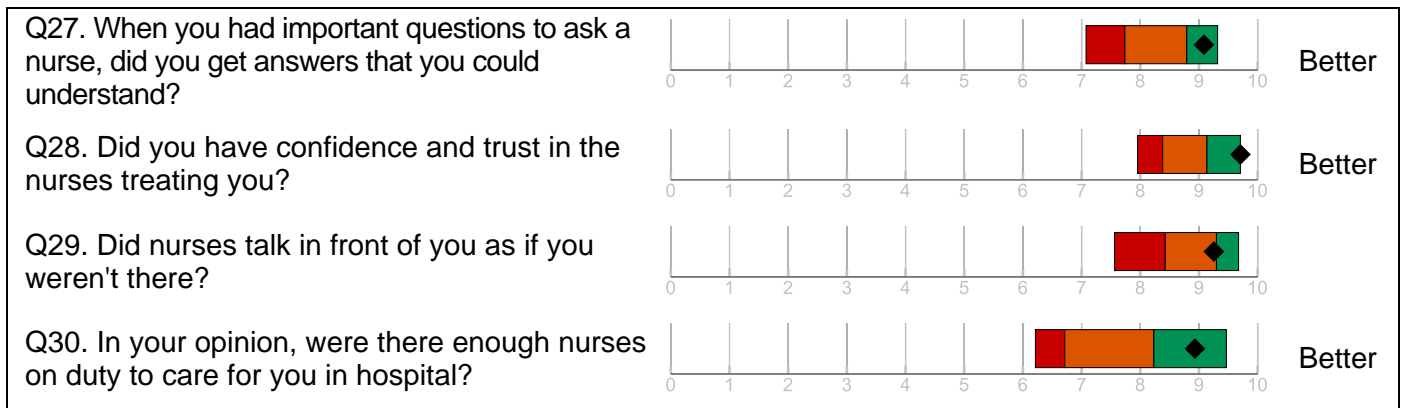 Q27. When you had important questions to ask a
nurse, did you get answers that you could
understand?
0 1 2 3 4 5 6 7 8 9 10
Better
Q28. Did you have confidence and trust in the
nurses treating you?
0 1 2 3 4 5 6 7 8 9 10
Better
Q29. Did nurses talk in front of you as if you
weren't there?
0 1 2 3 4 5 6 7 8 9 10
Q30. In your opinion, were there enough nurses
on duty to care for you in hospital?
0 1 2 3 4 5 6 7 8 9 10
Better